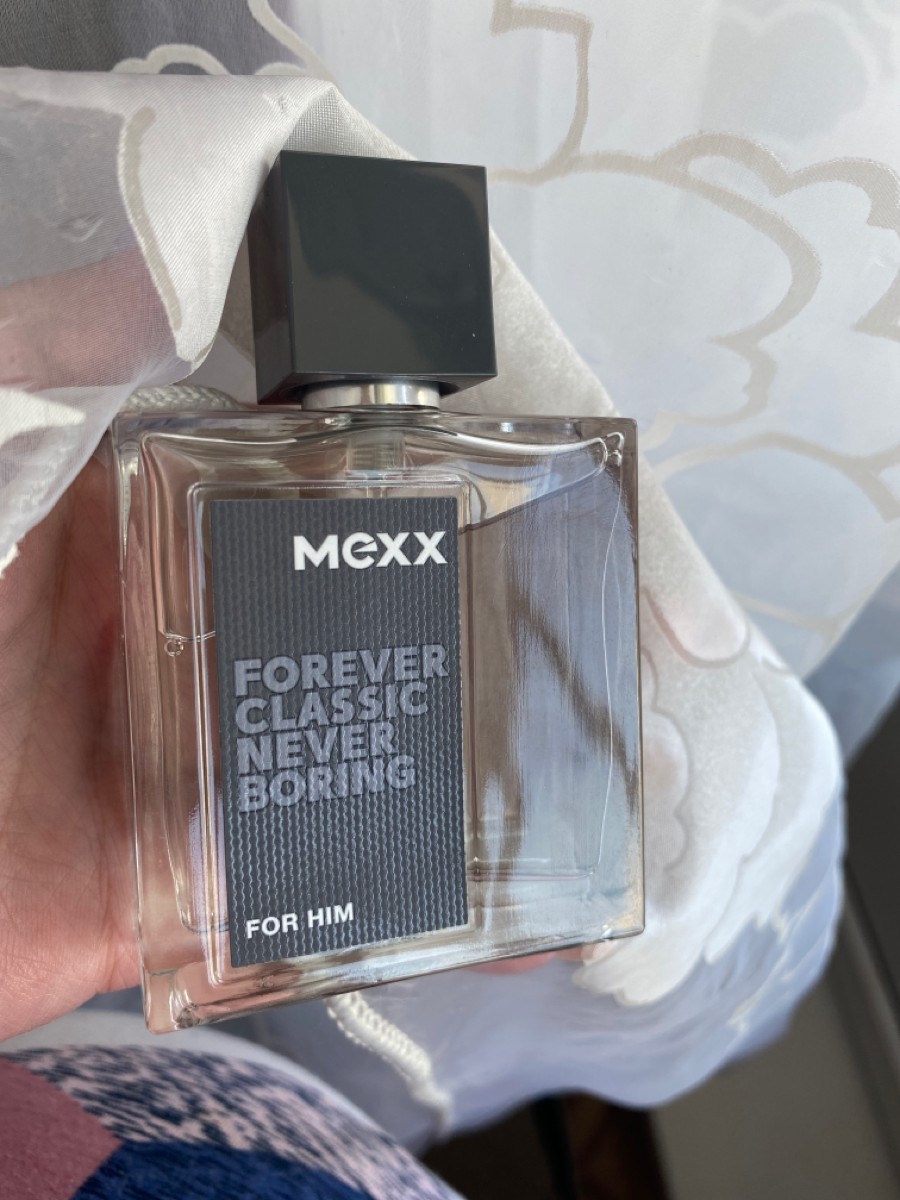 mexx
FOREVER
CLASSIC
NEVER
BORING
FOR HIM